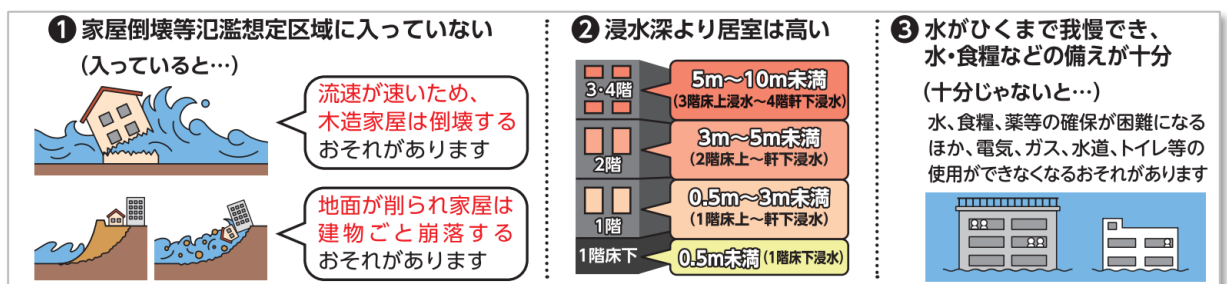 ❶ 家屋倒壊等氾濫想定区域に入っていない
(入っていると…)
流速が速いため、
木造家屋は倒壊する
おそれがあります
地面が削られ家屋は
建物ごと崩落する
おそれがあります
❷ 浸水深より居室は高い
3・4階
5m〜10m未満
(3階床上浸水〜4階軒下浸水)
2階
3m〜5m未満
(2階床上〜軒下浸水)
1階
0.5m〜3m未満
(1階床上〜軒下浸水)
1階床下
0.5m未満(1階床下浸水)
❸ 水がひくまで我慢でき、
水・食糧などの備えが十分
(十分じゃないと…)
水、食糧、薬等の確保が困難になる
ほか、電気、ガス、水道、トイレ等の
使用ができなくなるおそれがあります